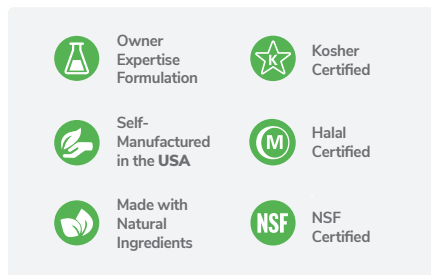 Owner
Expertise
Formulation
K
Kosher
Certified
Self-
Manufactured
in the USA
M
Halal
Certified
Made with
Natural
Ingredients
NSF
NSF
Certified